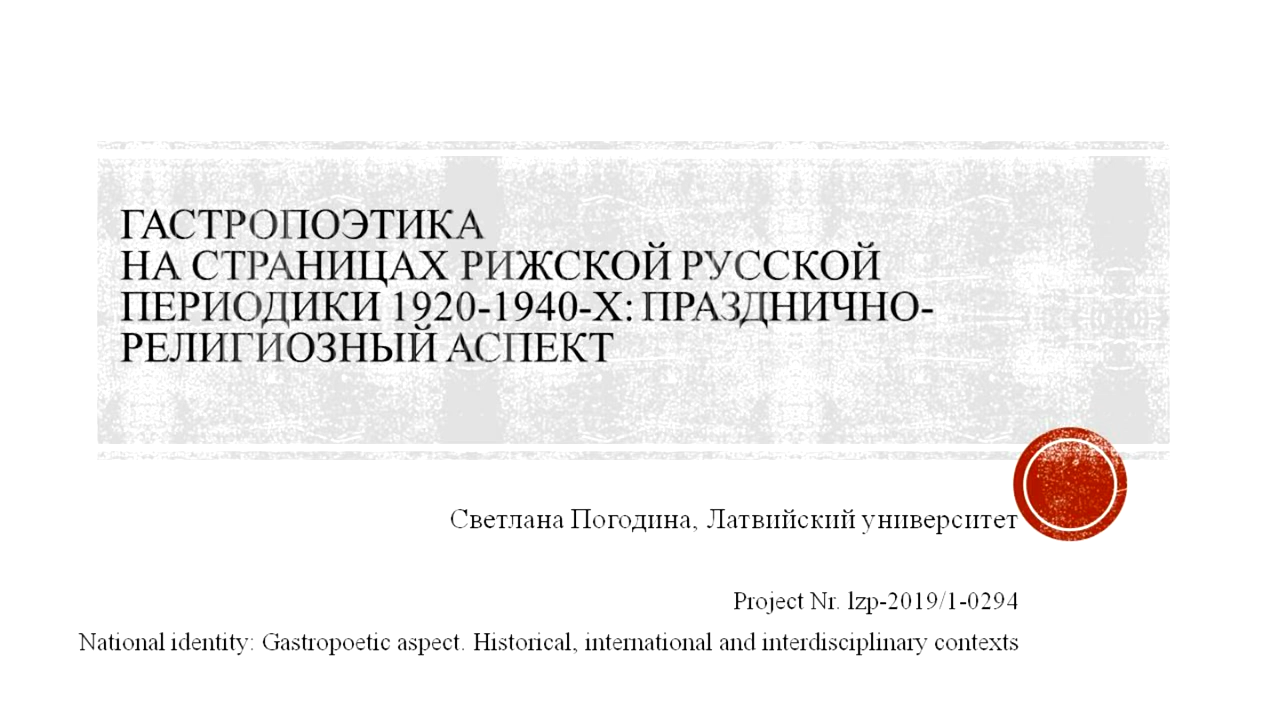 ГАСТРОПОЭТИКА
НА СТРАНИЦАХ РИЖСКОЙ РУССКОЙ
ПЕРИОДИКИ 1920-1940-Х: ПРАЗДНИЧНО-
РЕЛИГИОЗНЫЙ АСПЕКТ
Светлана Погодина, Латвийский университет
Project Nr. lzp-2019/1-0294
National identity: Gastropoetic aspect. Historical, international and interdisciplinary contexts